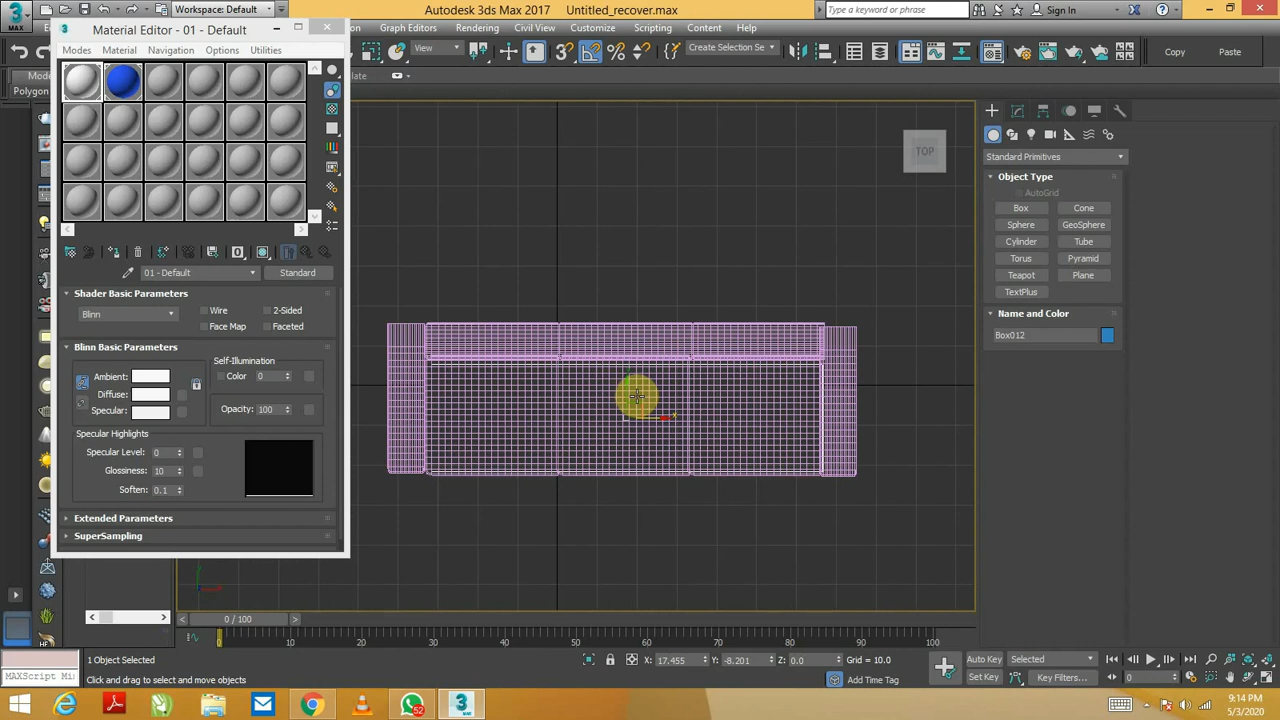 Workspace: Default
Autodesk 3ds Max 2017
Untitled_recover.max
Type a keyword or phrase
Sign In
MAX
Material Editor - 01 - Default
Modes Material Navigation Options Utilities
Graph Editors Rendering Civil View Customize Scripting Content Help
View
Create Selection Se
Copy Paste
Polygon
TOP
Standard Primitives
Object Type
AutoGrid
Box Cone
Sphere GeoSphere
Cylinder Tube
Torus Pyramid
Teapot Plane
TextPlus
Name and Color
Box012
01 - Default
Standard
Shader Basic Parameters
Blinn
Wire 2-Sided
Face Map Faceted
Blinn Basic Parameters
Self-Illumination
Ambient:
Color 0
Diffuse:
Specular:
Opacity: 100
Specular Highlights
Specular Level: 0
Glossiness: 10
Soften: 0.1
Extended Parameters
SuperSampling
x
0 / 100
0 10 20 30 40 50 60 70 80 90 100
1 Object Selected
X: 17.455 Y: -8.201 Z: 0.0 Grid = 10.0
Auto Key Selected
MAXScript Mi
Click and drag to select and move objects
Add Time Tag
Set Key Key Filters...
0
52
9:14 PM
5/3/2020